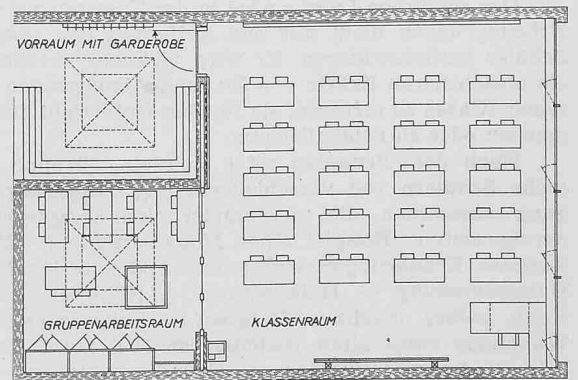 VORRAUM MIT GARDEROBE
GRUPPENARBEITSRAUM
KLASSENRAUM